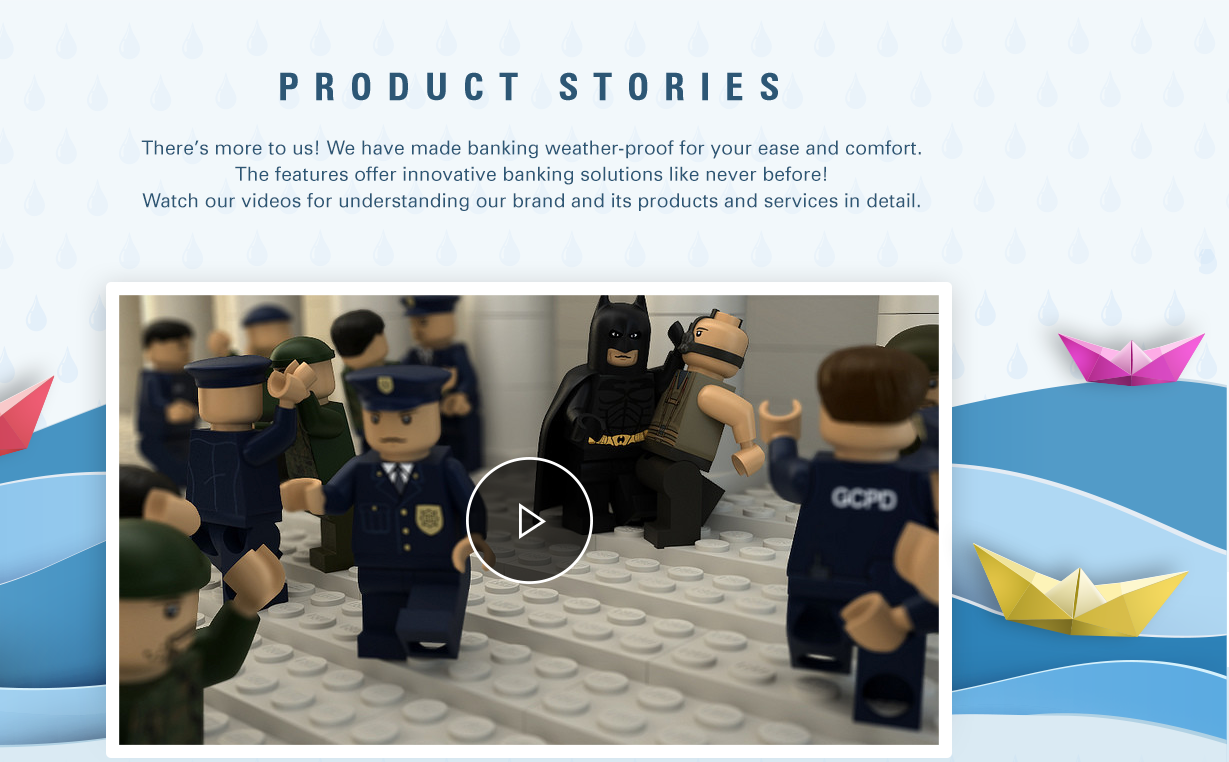 PRODUCT STORIES
There’s more to us! We have made banking weather-proof for your ease and comfort.
The features offer innovative banking solutions like never before!
Watch our videos for understanding our brand and its products and services in detail.
GCPD